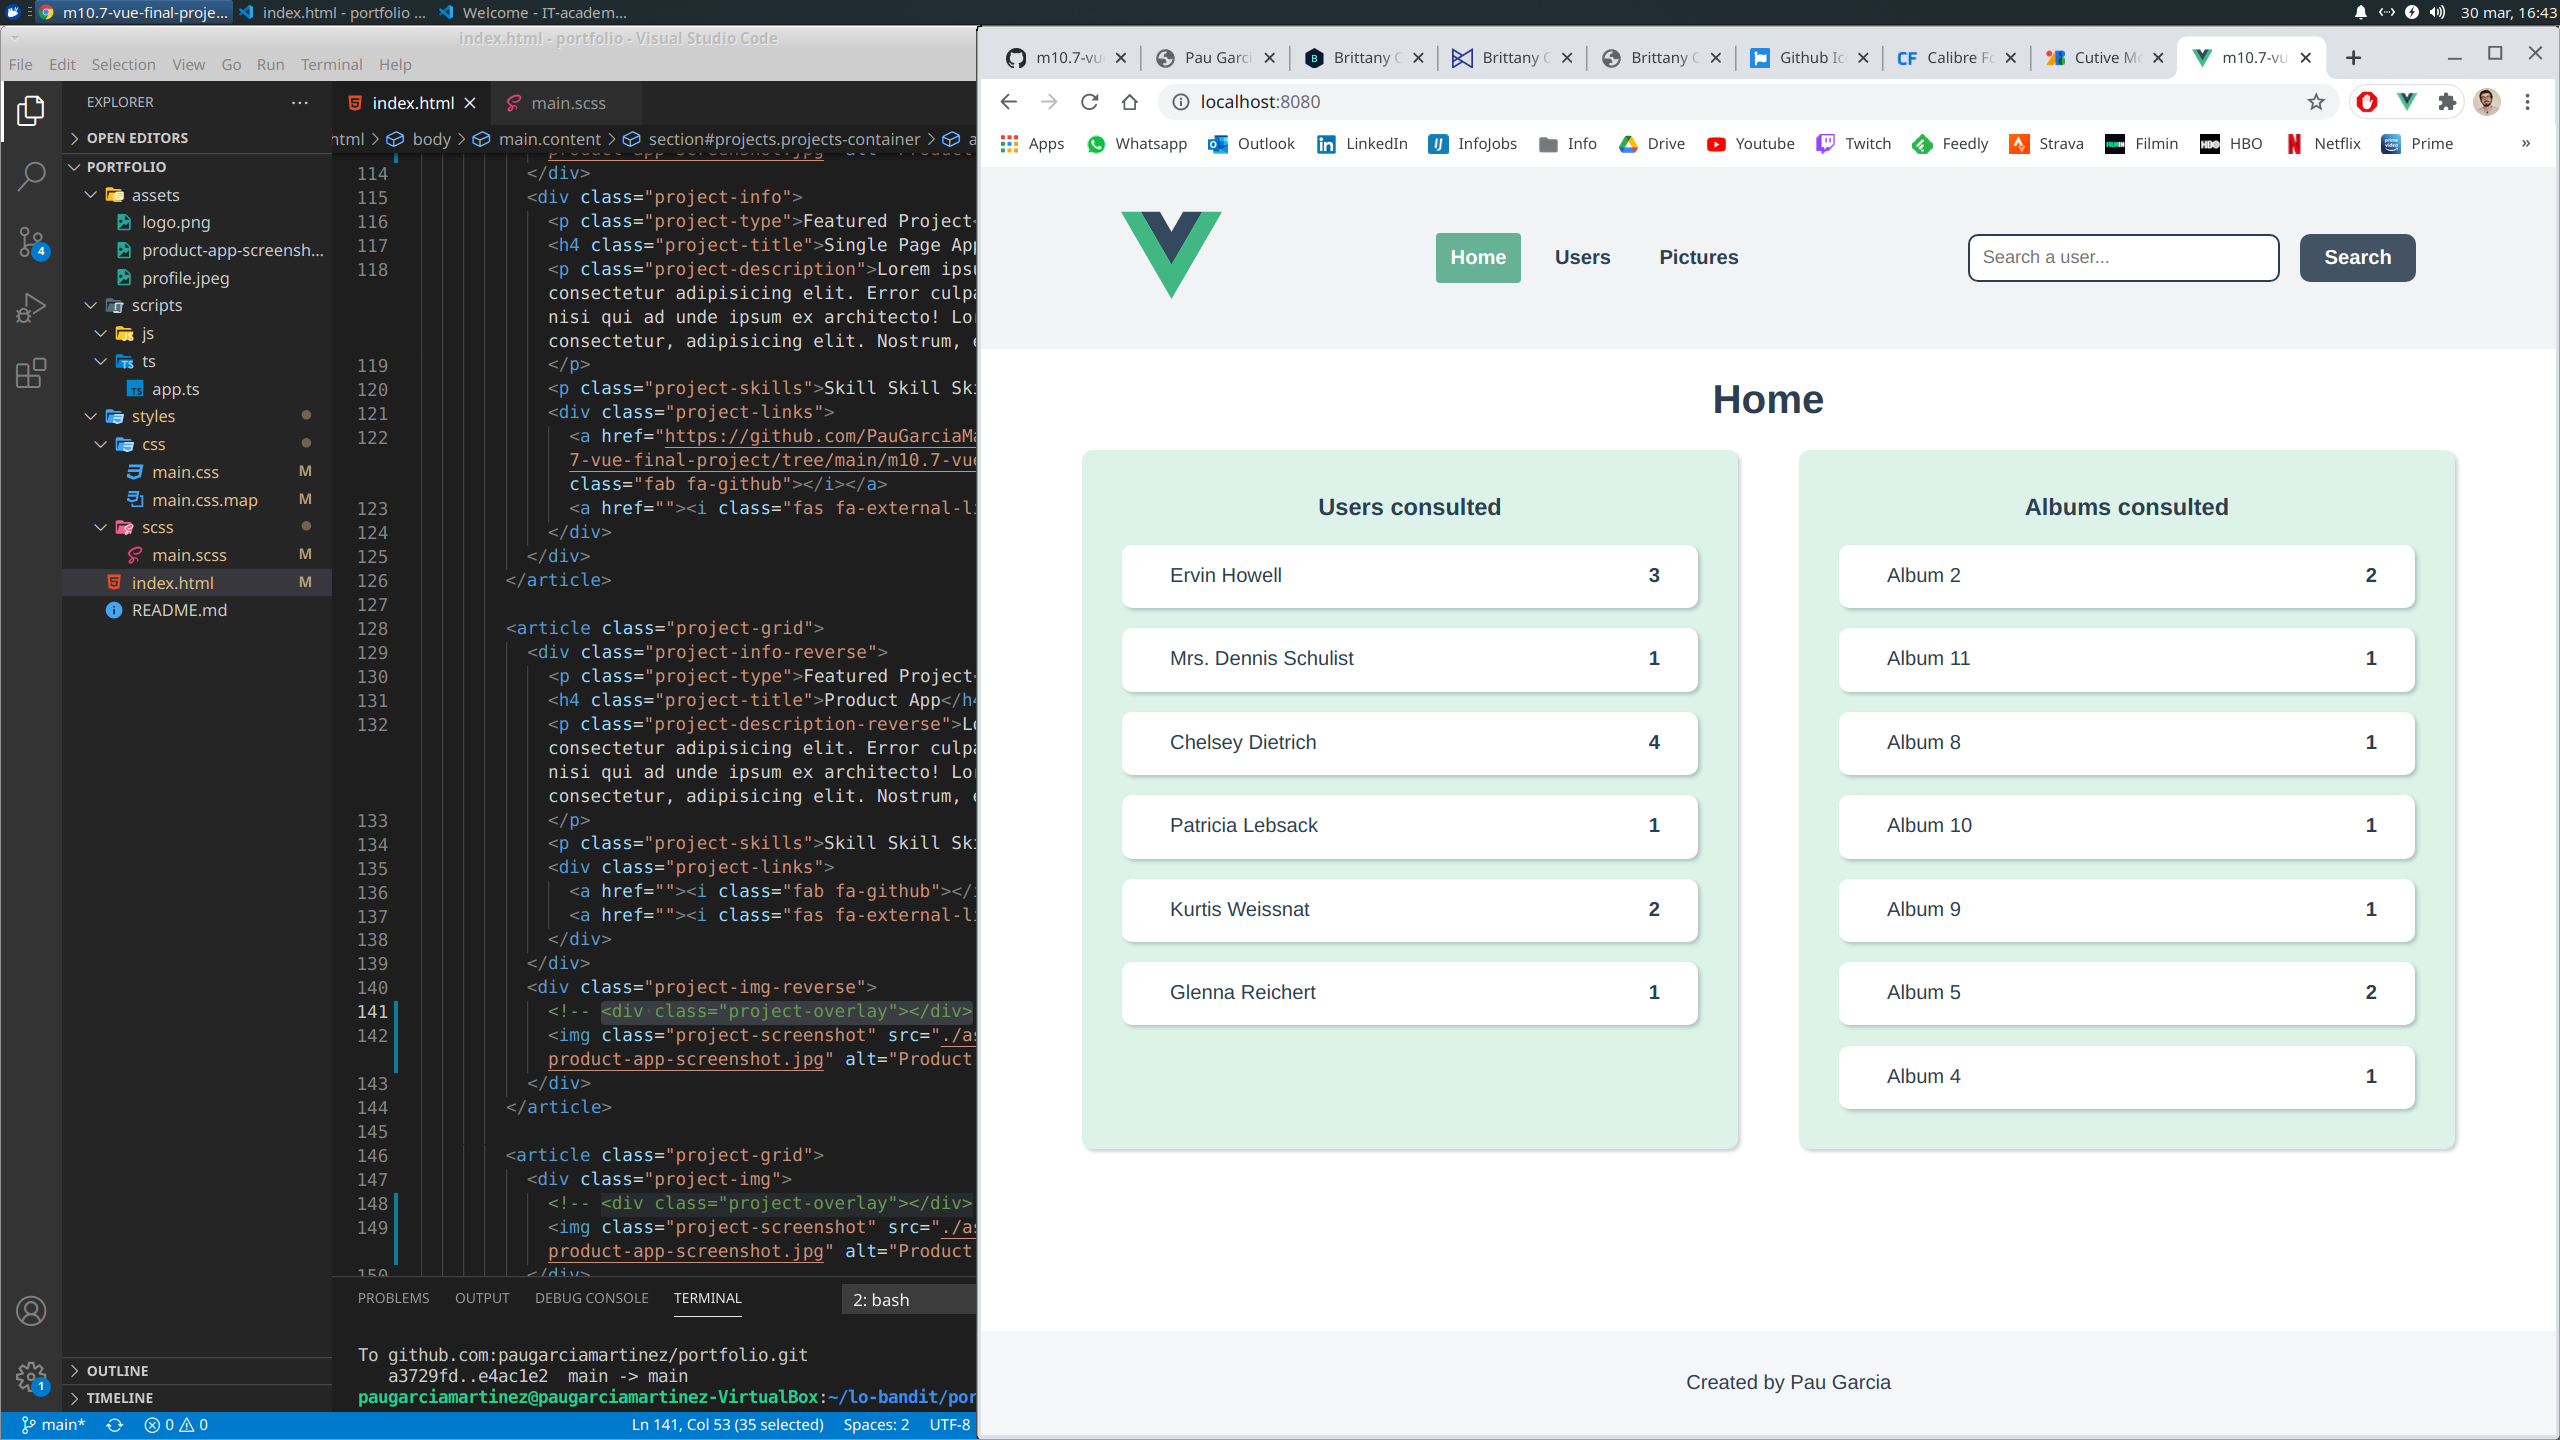 m10.7-vue-final-proje...
index.html - portfolio ...
Welcome - IT-academ...
30 mar, 16:43
index.html - portfolio - Visual Studio Code
File Edit Selection View Go Run Terminal Help
EXPLORER
OPEN EDITORS
PORTFOLIO
assets
logo.png
product-app-screensh...
profile.jpeg
scripts
js
ts
app.ts
styles
css
main.css M
main.css.map M
scss
main.scss M
index.html M
README.md
OUTLINE
TIMELINE
4
1
index.html
main.scss
html > body > main.content > section#projects.projects-container > a
114 </div>
115 <div class="project-info">
116 <p class="project-type">Featured Project
117 <h4 class="project-title">Single Page App
118 <p class="project-description">Lorem ipsu
consectetur adipisicing elit. Error culpa
nisi qui ad unde ipsum ex architecto! Lor
consectetur, adipisicing elit. Nostrum, e
119 </p>
120 <p class="project-skills">Skill Skill Ski
121 <div class="project-links">
122 <a href="https://github.com/PauGarciaMa
7-vue-final-project/tree/main/m10.7-vue
class="fab fa-github"></i></a>
123 <a href=""><i class="fas fa-external-li
124 </div>
125 </div>
126 </article>
127
128 <article class="project-grid">
129 <div class="project-info-reverse">
130 <p class="project-type">Featured Project
131 <h4 class="project-title">Product App</h4
132 <p class="project-description-reverse">Lo
consectetur adipisicing elit. Error culpa
nisi qui ad unde ipsum ex architecto! Lor
consectetur, adipisicing elit. Nostrum, e
133 </p>
134 <p class="project-skills">Skill Skill Ski
135 <div class="project-links">
136 <a href=""><i class="fab fa-github"></i
137 <a href=""><i class="fas fa-external-li
138 </div>
139 </div>
140 <div class="project-img-reverse">
141 <!-- <div class="project-overlay"></div>
142 <img class="project-screenshot" src="./as
product-app-screenshot.jpg" alt="Product
143 </div>
144 </article>
145
146 <article class="project-grid">
147 <div class="project-img">
148 <!-- <div class="project-overlay"></div>
149 <img class="project-screenshot" src="./as
product-app-screenshot.jpg" alt="Product
150 </div>
PROBLEMS OUTPUT DEBUG CONSOLE TERMINAL 2: bash
To github.com:paugarciamartinez/portfolio.git
a3729fd..e4ac1e2 main -> main
paugarciamartinez@paugarciamartinez-VirtualBox:~/lo-bandit/por
main* 0 0 Ln 141, Col 53 (35 selected) Spaces: 2 UTF-8
m10.7-vu
Pau Garci
Brittany C
Brittany C
Brittany C
Github Ic
Calibre Fo
Cutive Mo
m10.7-vu
localhost:8080
Apps Whatsapp Outlook LinkedIn InfoJobs Info Drive Youtube Twitch Feedly Strava Filmin HBO Netflix Prime »
Home Users Pictures Search a user... Search
Home
Users consulted
Ervin Howell 3
Mrs. Dennis Schulist 1
Chelsey Dietrich 4
Patricia Lebsack 1
Kurtis Weissnat 2
Glenna Reichert 1
Albums consulted
Album 2 2
Album 11 1
Album 8 1
Album 10 1
Album 9 1
Album 5 2
Album 4 1
Created by Pau Garcia